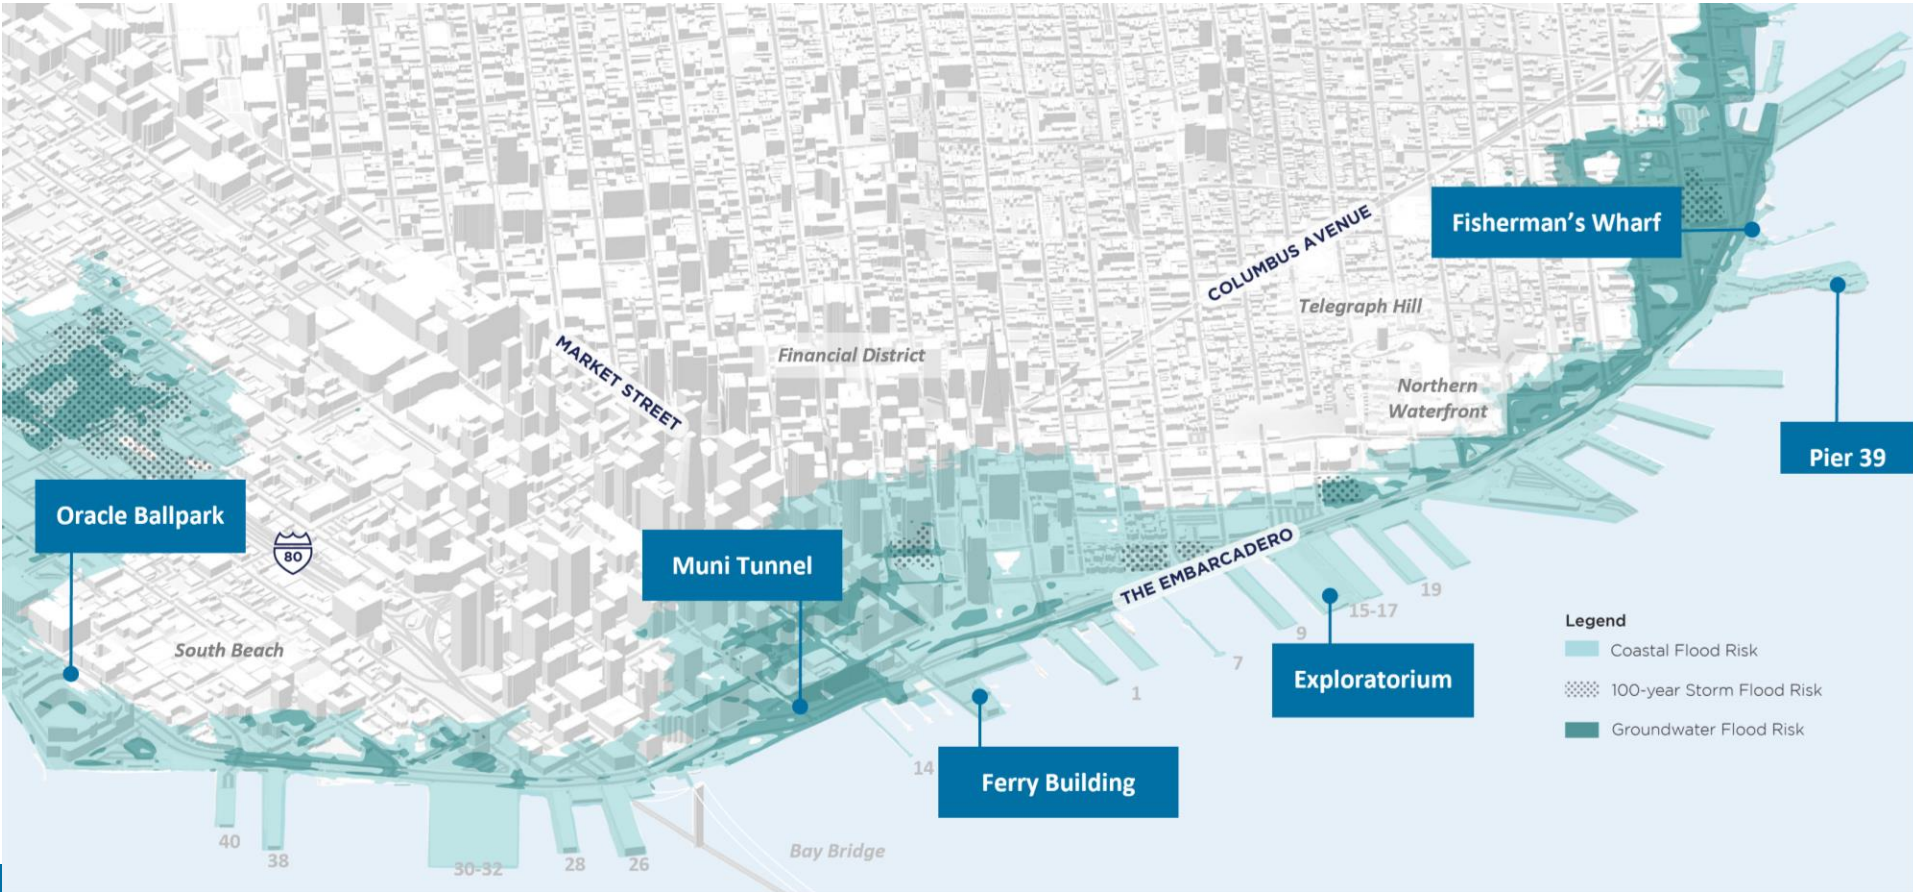 Fisherman's Wharf
COLUMBUS AVENUE
Telegraph Hill
MARKET STREET
Financial District
Northern
Waterfront
Pier 39
Oracle Ballpark
80
Muni Tunnel
THE EMBARCADERO
19
15-17
9
7
1
South Beach
Exploratorium
Legend
Coastal Flood Risk
100-year Storm Flood Risk
Groundwater Flood Risk
14
Ferry Building
40
38
30-32
28
26
Bay Bridge